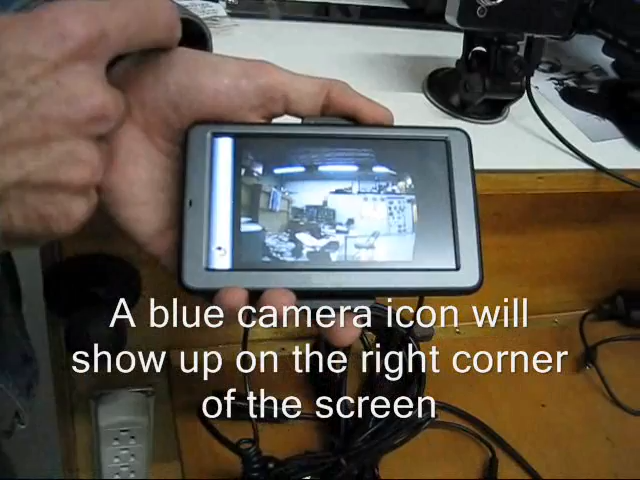 A blue camera icon will
show up on the right corner
of the screen